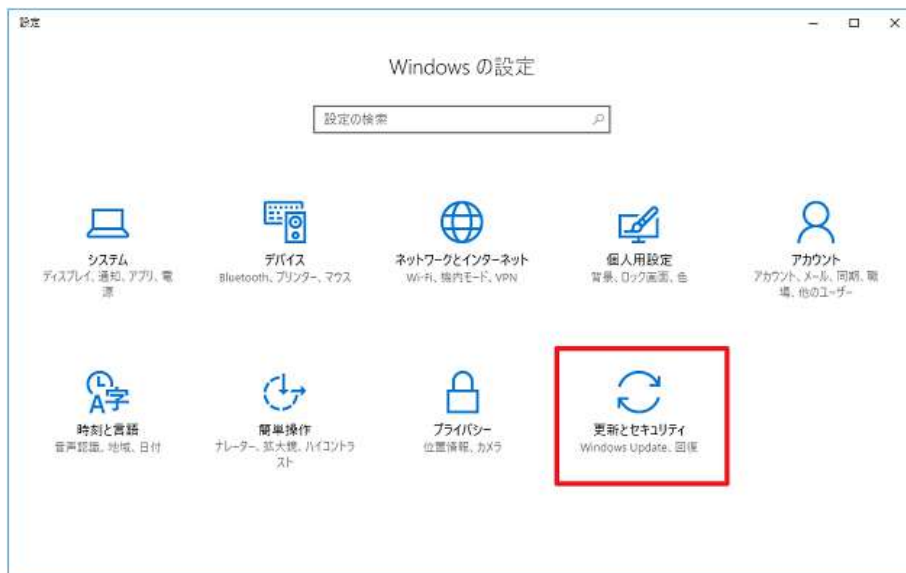 設定
Windows の設定
設定の検索
システム
ディスプレイ、通知、アプリ、電
源
デバイス
Bluetooth、プリンター、マウス
ネットワークとインターネット
Wi-Fi、機内モード、VPN
個人用設定
背景、ロック画面、色
アカウント
アカウント、メール、同期、職
場、他のユーザー
時刻と言語
音声認識、地域、日付
簡単操作
ナレーター、拡大鏡、ハイコントラ
スト
プライバシー
位置情報、カメラ
更新とセキュリティ
Windows Update、回復